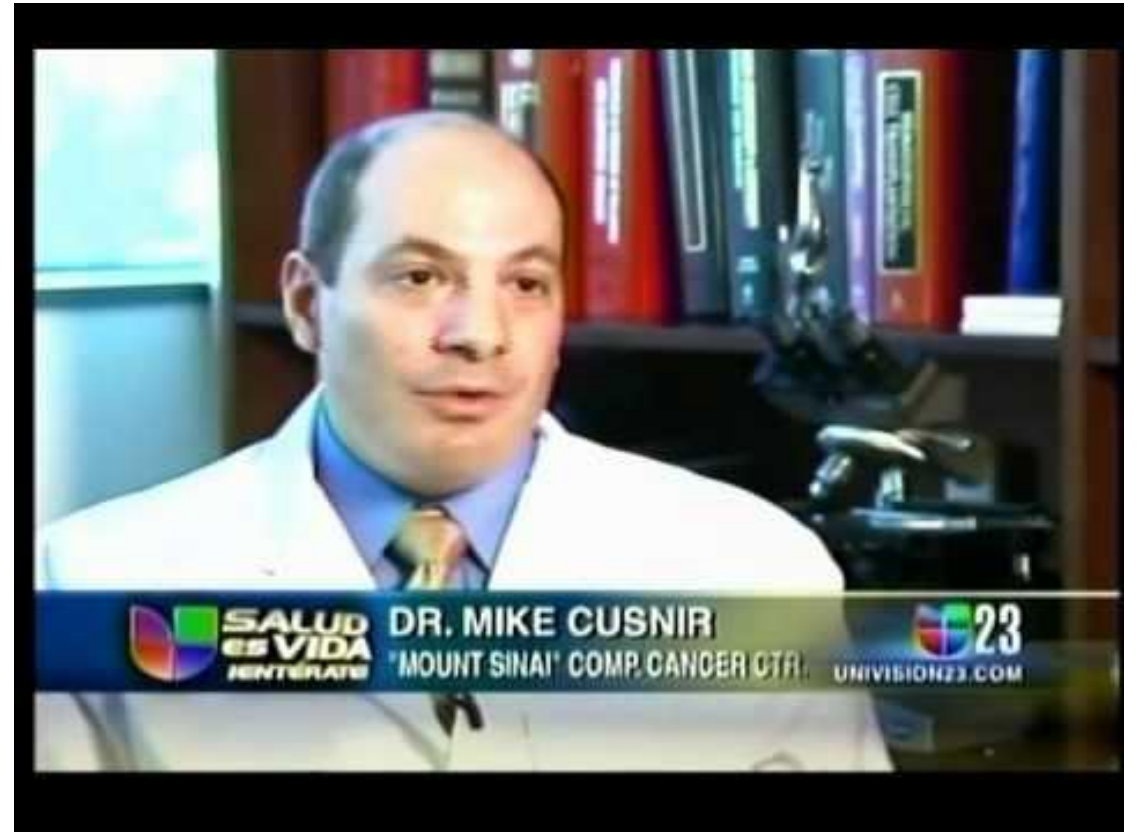 SALUD
ES VIDA
¡ENTÉRATE!
DR. MIKE CUSNIR
"MOUNT SINAI" COMP. CANCER CTR.
23
UNIVISION23.COM